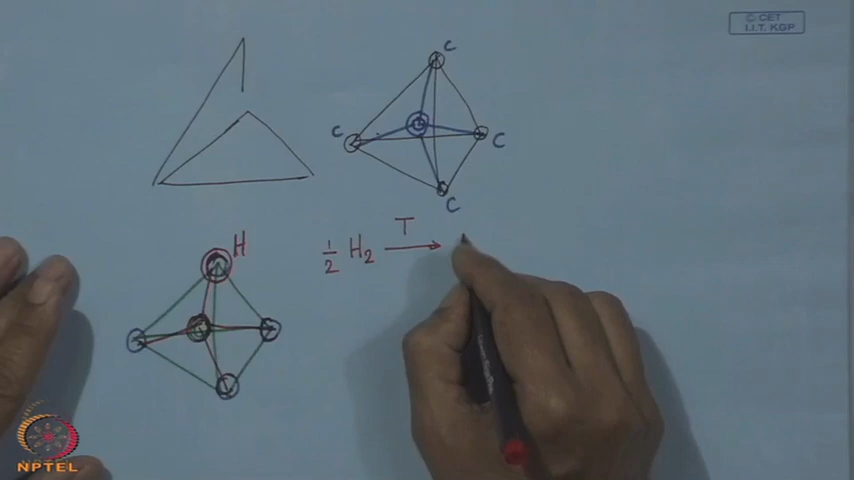 © CET
I.I.T. KGP
C
C
C
C
H
½ H₂ —T→
NPTEL